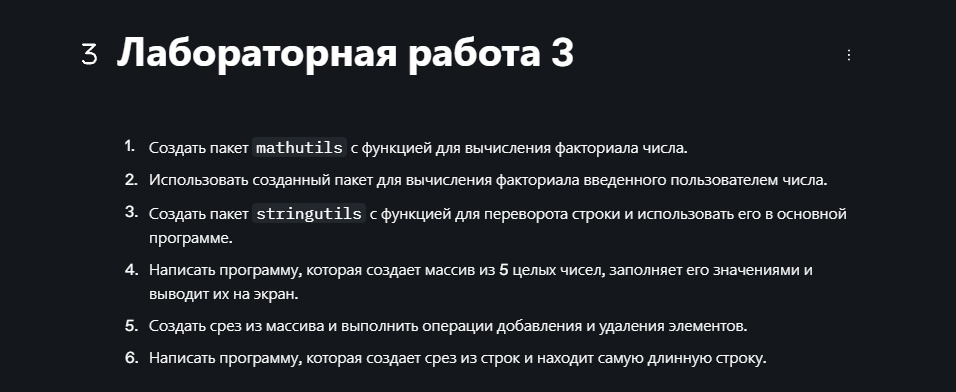 3 Лабораторная работа 3
1. Создать пакет mathutils с функцией для вычисления факториала числа.
2. Использовать созданный пакет для вычисления факториала введенного пользователем числа.
3. Создать пакет stringutils с функцией для переворота строки и использовать его в основной
программе.
4. Написать программу, которая создает массив из 5 целых чисел, заполняет его значениями и
выводит их на экран.
5. Создать срез из массива и выполнить операции добавления и удаления элементов.
6. Написать программу, которая создает срез из строк и находит самую длинную строку.